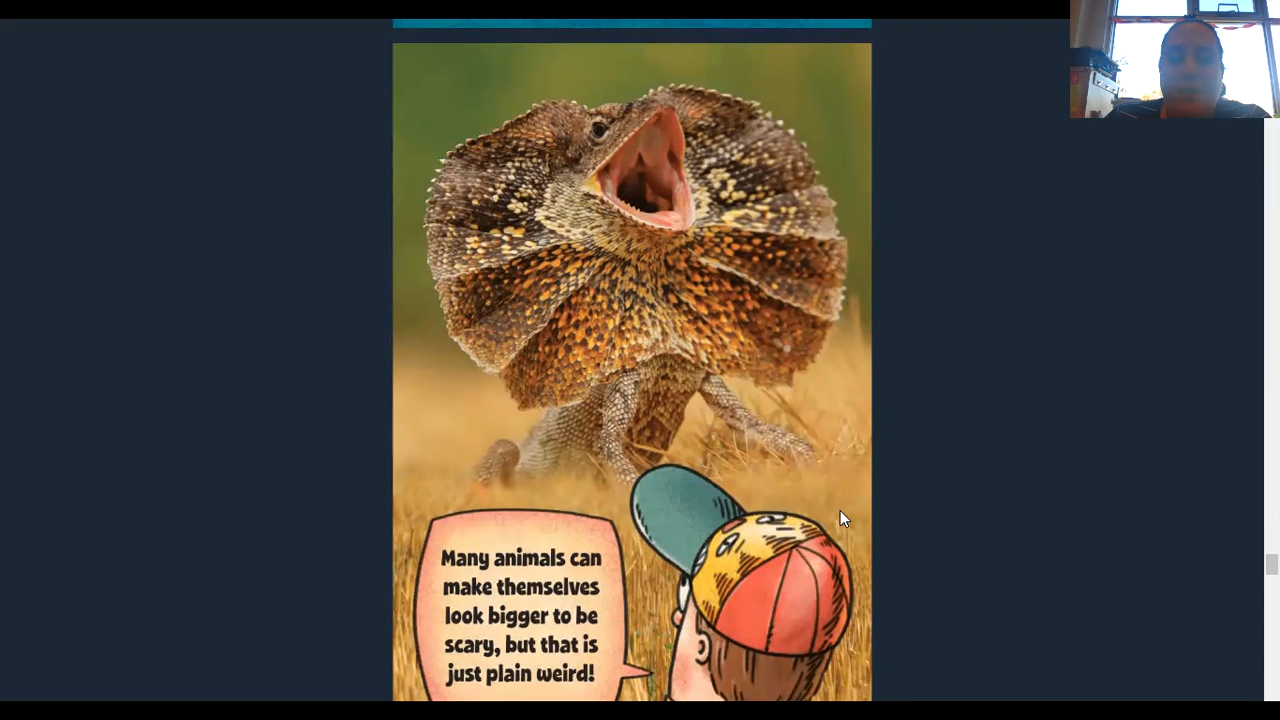 Many animals can
make themselves
look bigger to be
scary, but that is
just plain weird!